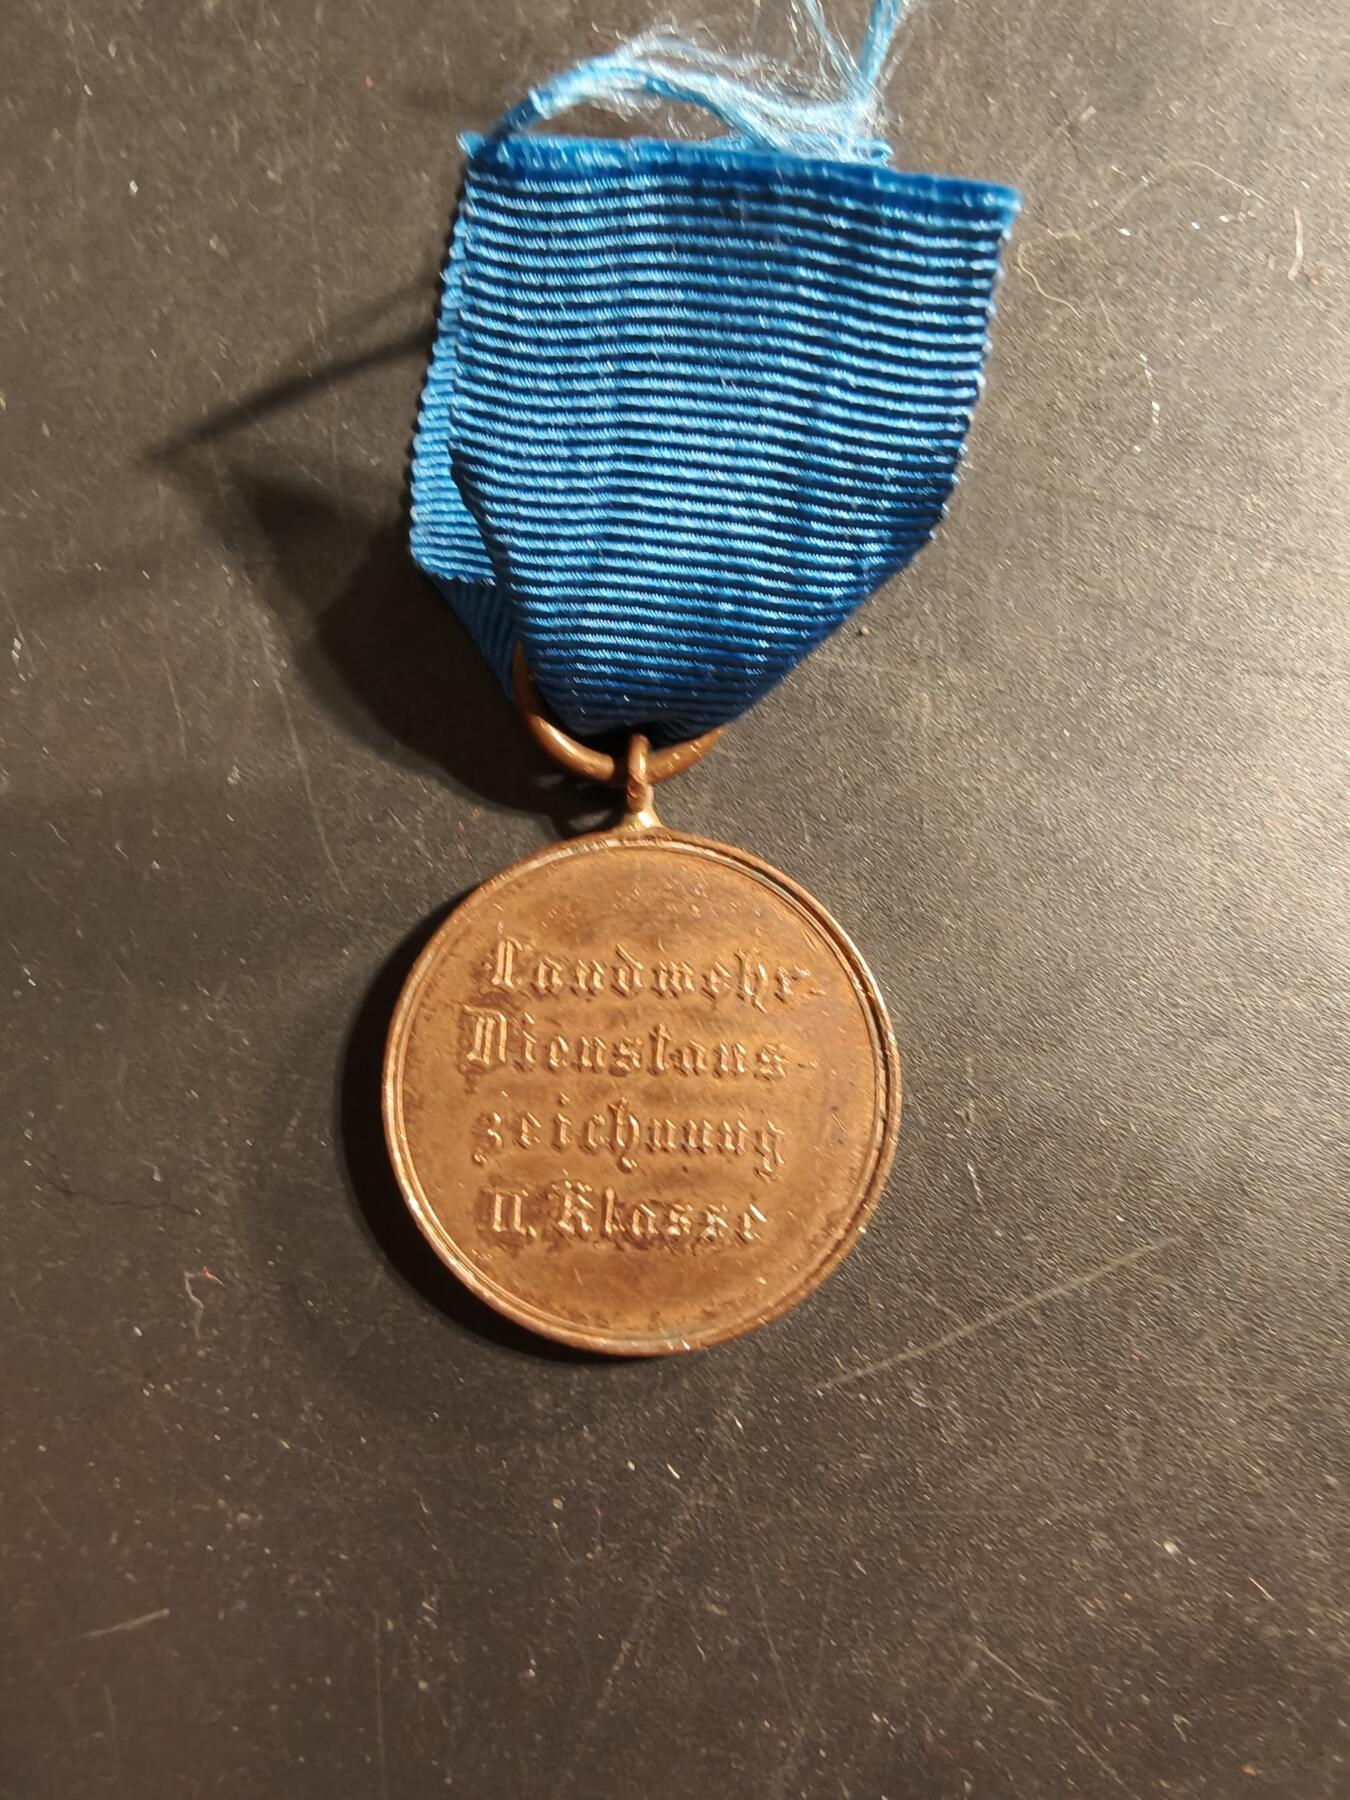 Landwehr-
Dienstaus-
zeichnung
II. Klasse